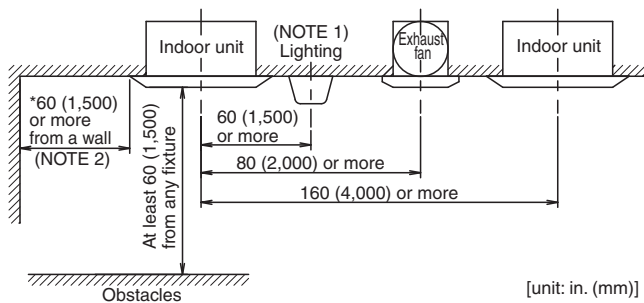 Indoor unit
(NOTE 1)
Lighting
Exhaust
fan
Indoor unit
*60 (1,500)
or more
from a wall
(NOTE 2)
At least 60 (1,500)
from any fixture
60 (1,500)
or more
80 (2,000) or more
160 (4,000) or more
Obstacles
[unit: in. (mm)]